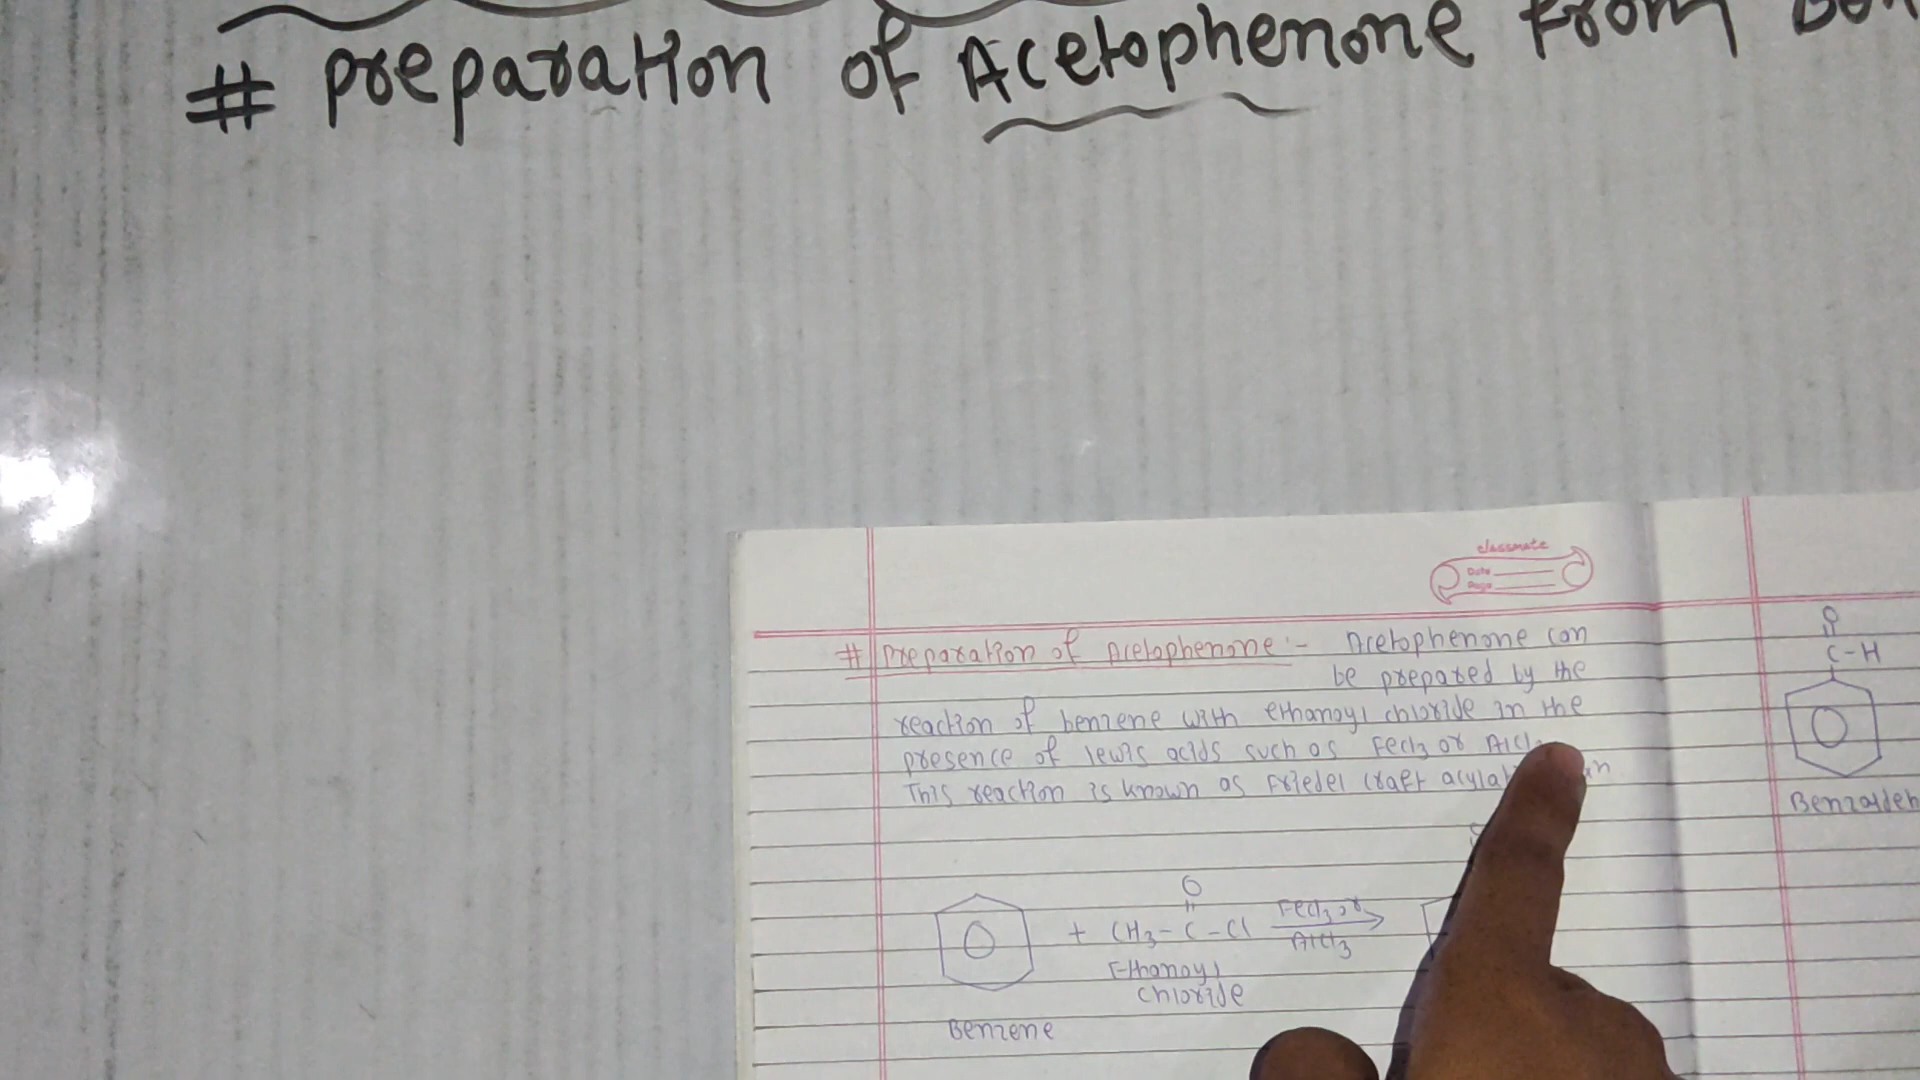 # Preparation of Acetophenone From
classmate
Date
Page
# Preparation of Acetophenone :- Acetophenone can
be prepared by the
reaction of benzene with ethanoyl chloride in the
presence of lewis acids such as FeCl3 or AlCl
This reaction is known as Friedel craft
O
CH3-C-Cl
+
FeCl3 or
AlCl3
Ethanoyl
chloride
Benzene
O
C-H